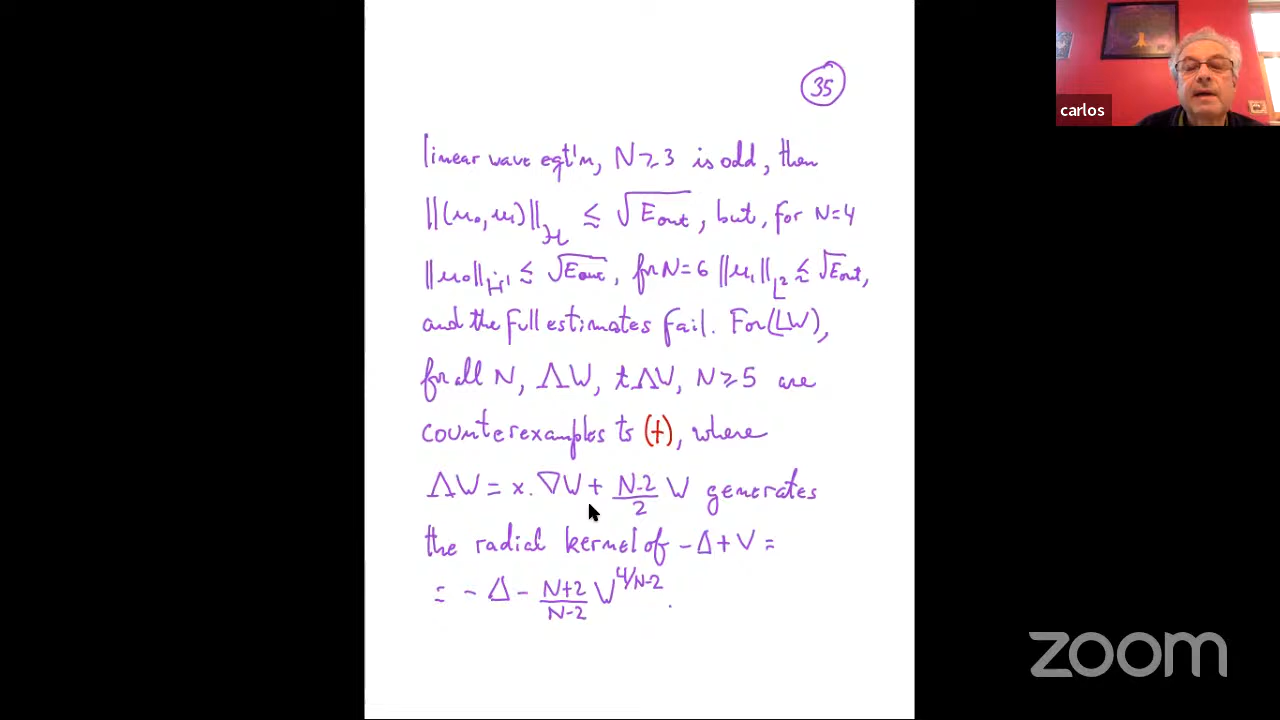 35
linear wave eqt'n, N ≥ 3 is odd, then
‖(u₀,u₁)‖_ℋ ≲ √E_out, but, for N=4
‖u₀‖_Ḣ¹ ≲ √E_out, for N=6 ‖u₁‖_L² ≲ √E_out,
and the full estimates fail. For (LW),
for all N, ΛW, tΛW, N ≥ 5 are
counterexamples to (†), where
ΛW = x.∇W + N-2/2 W generates
the radial kernel of -Δ+V =
= -Δ - N+2/N-2 W^4/N-2.
carlos
zoom